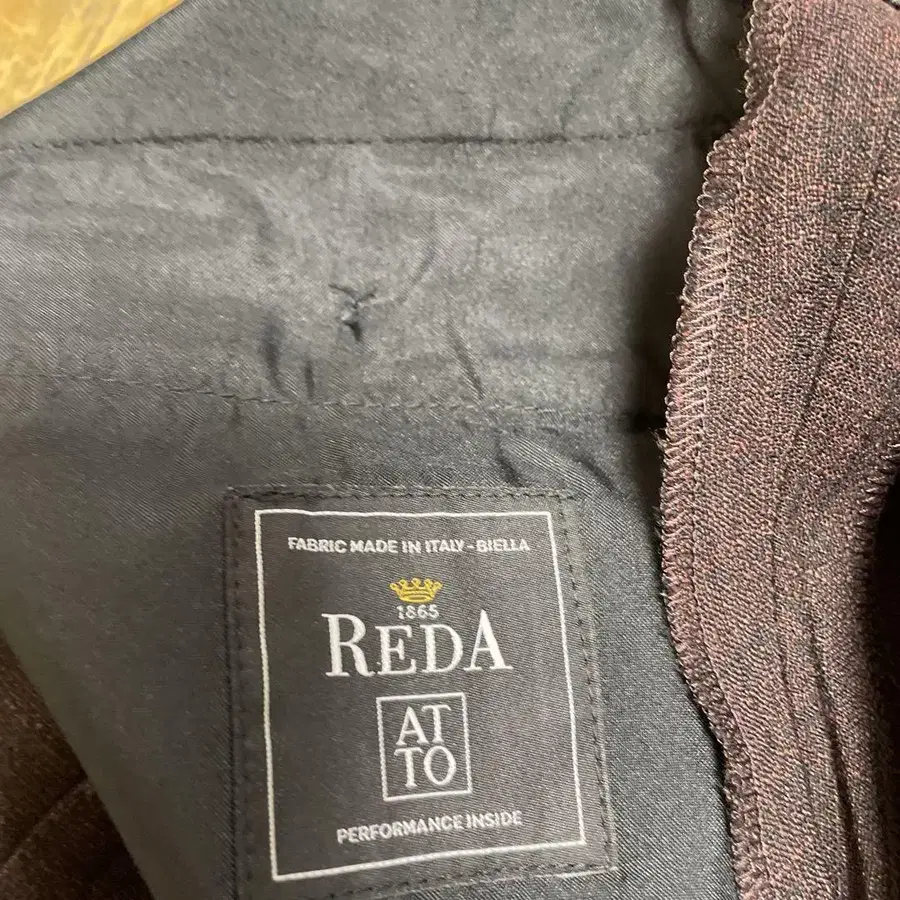 FABRIC MADE IN ITALY - BIELLA
1865
REDA
AT
TO
PERFORMANCE INSIDE